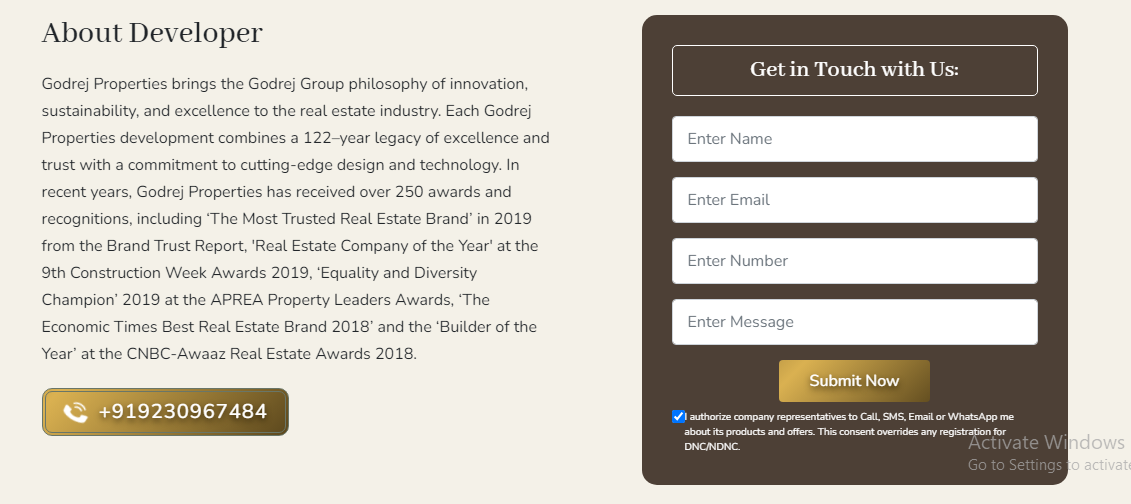 About Developer
Godrej Properties brings the Godrej Group philosophy of innovation,
sustainability, and excellence to the real estate industry. Each Godrej
Properties development combines a 122–year legacy of excellence and
trust with a commitment to cutting-edge design and technology. In
recent years, Godrej Properties has received over 250 awards and
recognitions, including ‘The Most Trusted Real Estate Brand’ in 2019
from the Brand Trust Report, 'Real Estate Company of the Year' at the
9th Construction Week Awards 2019, ‘Equality and Diversity
Champion’ 2019 at the APREA Property Leaders Awards, ‘The
Economic Times Best Real Estate Brand 2018’ and the ‘Builder of the
Year’ at the CNBC-Awaaz Real Estate Awards 2018.
+919230967484
Get in Touch with Us:
Enter Name
Enter Email
Enter Number
Enter Message
Submit Now
I authorize company representatives to Call, SMS, Email or WhatsApp me
about its products and offers. This consent overrides any registration for
DNC/NDNC.
Activate Windows
Go to Settings to activate